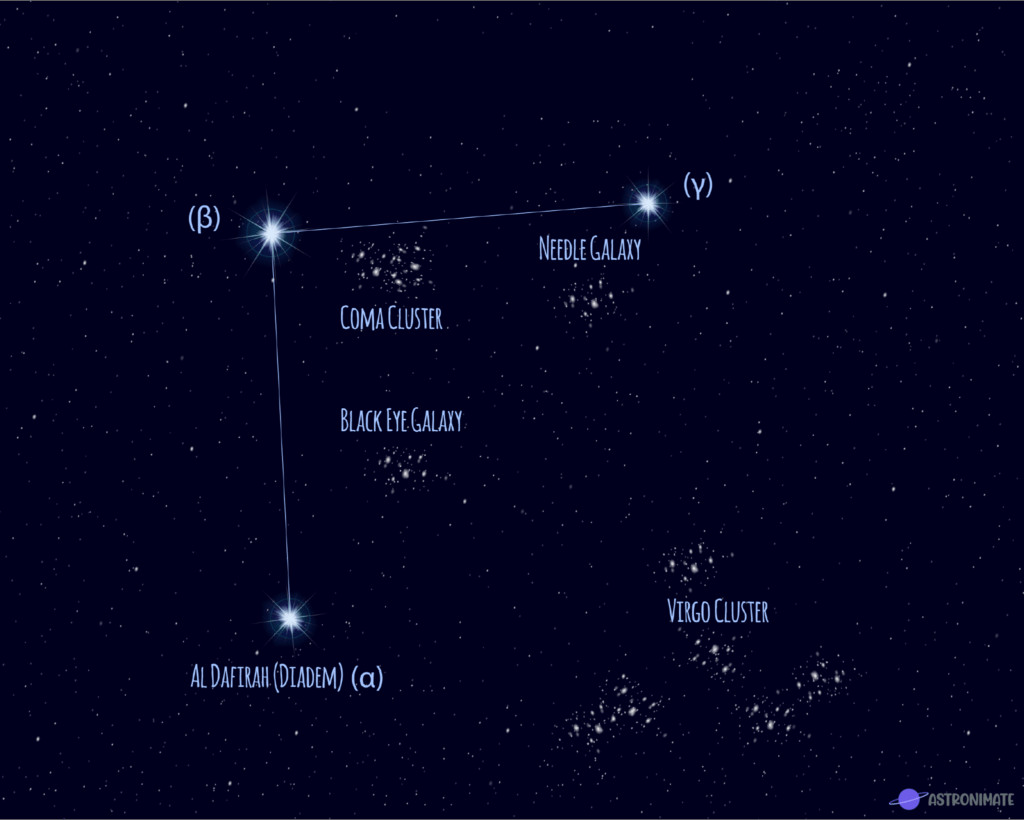 (γ)
(β)
Needle Galaxy
Coma Cluster
Black Eye Galaxy
Virgo Cluster
Al Dafirah (Diadem) (α)
ASTRONIMATE